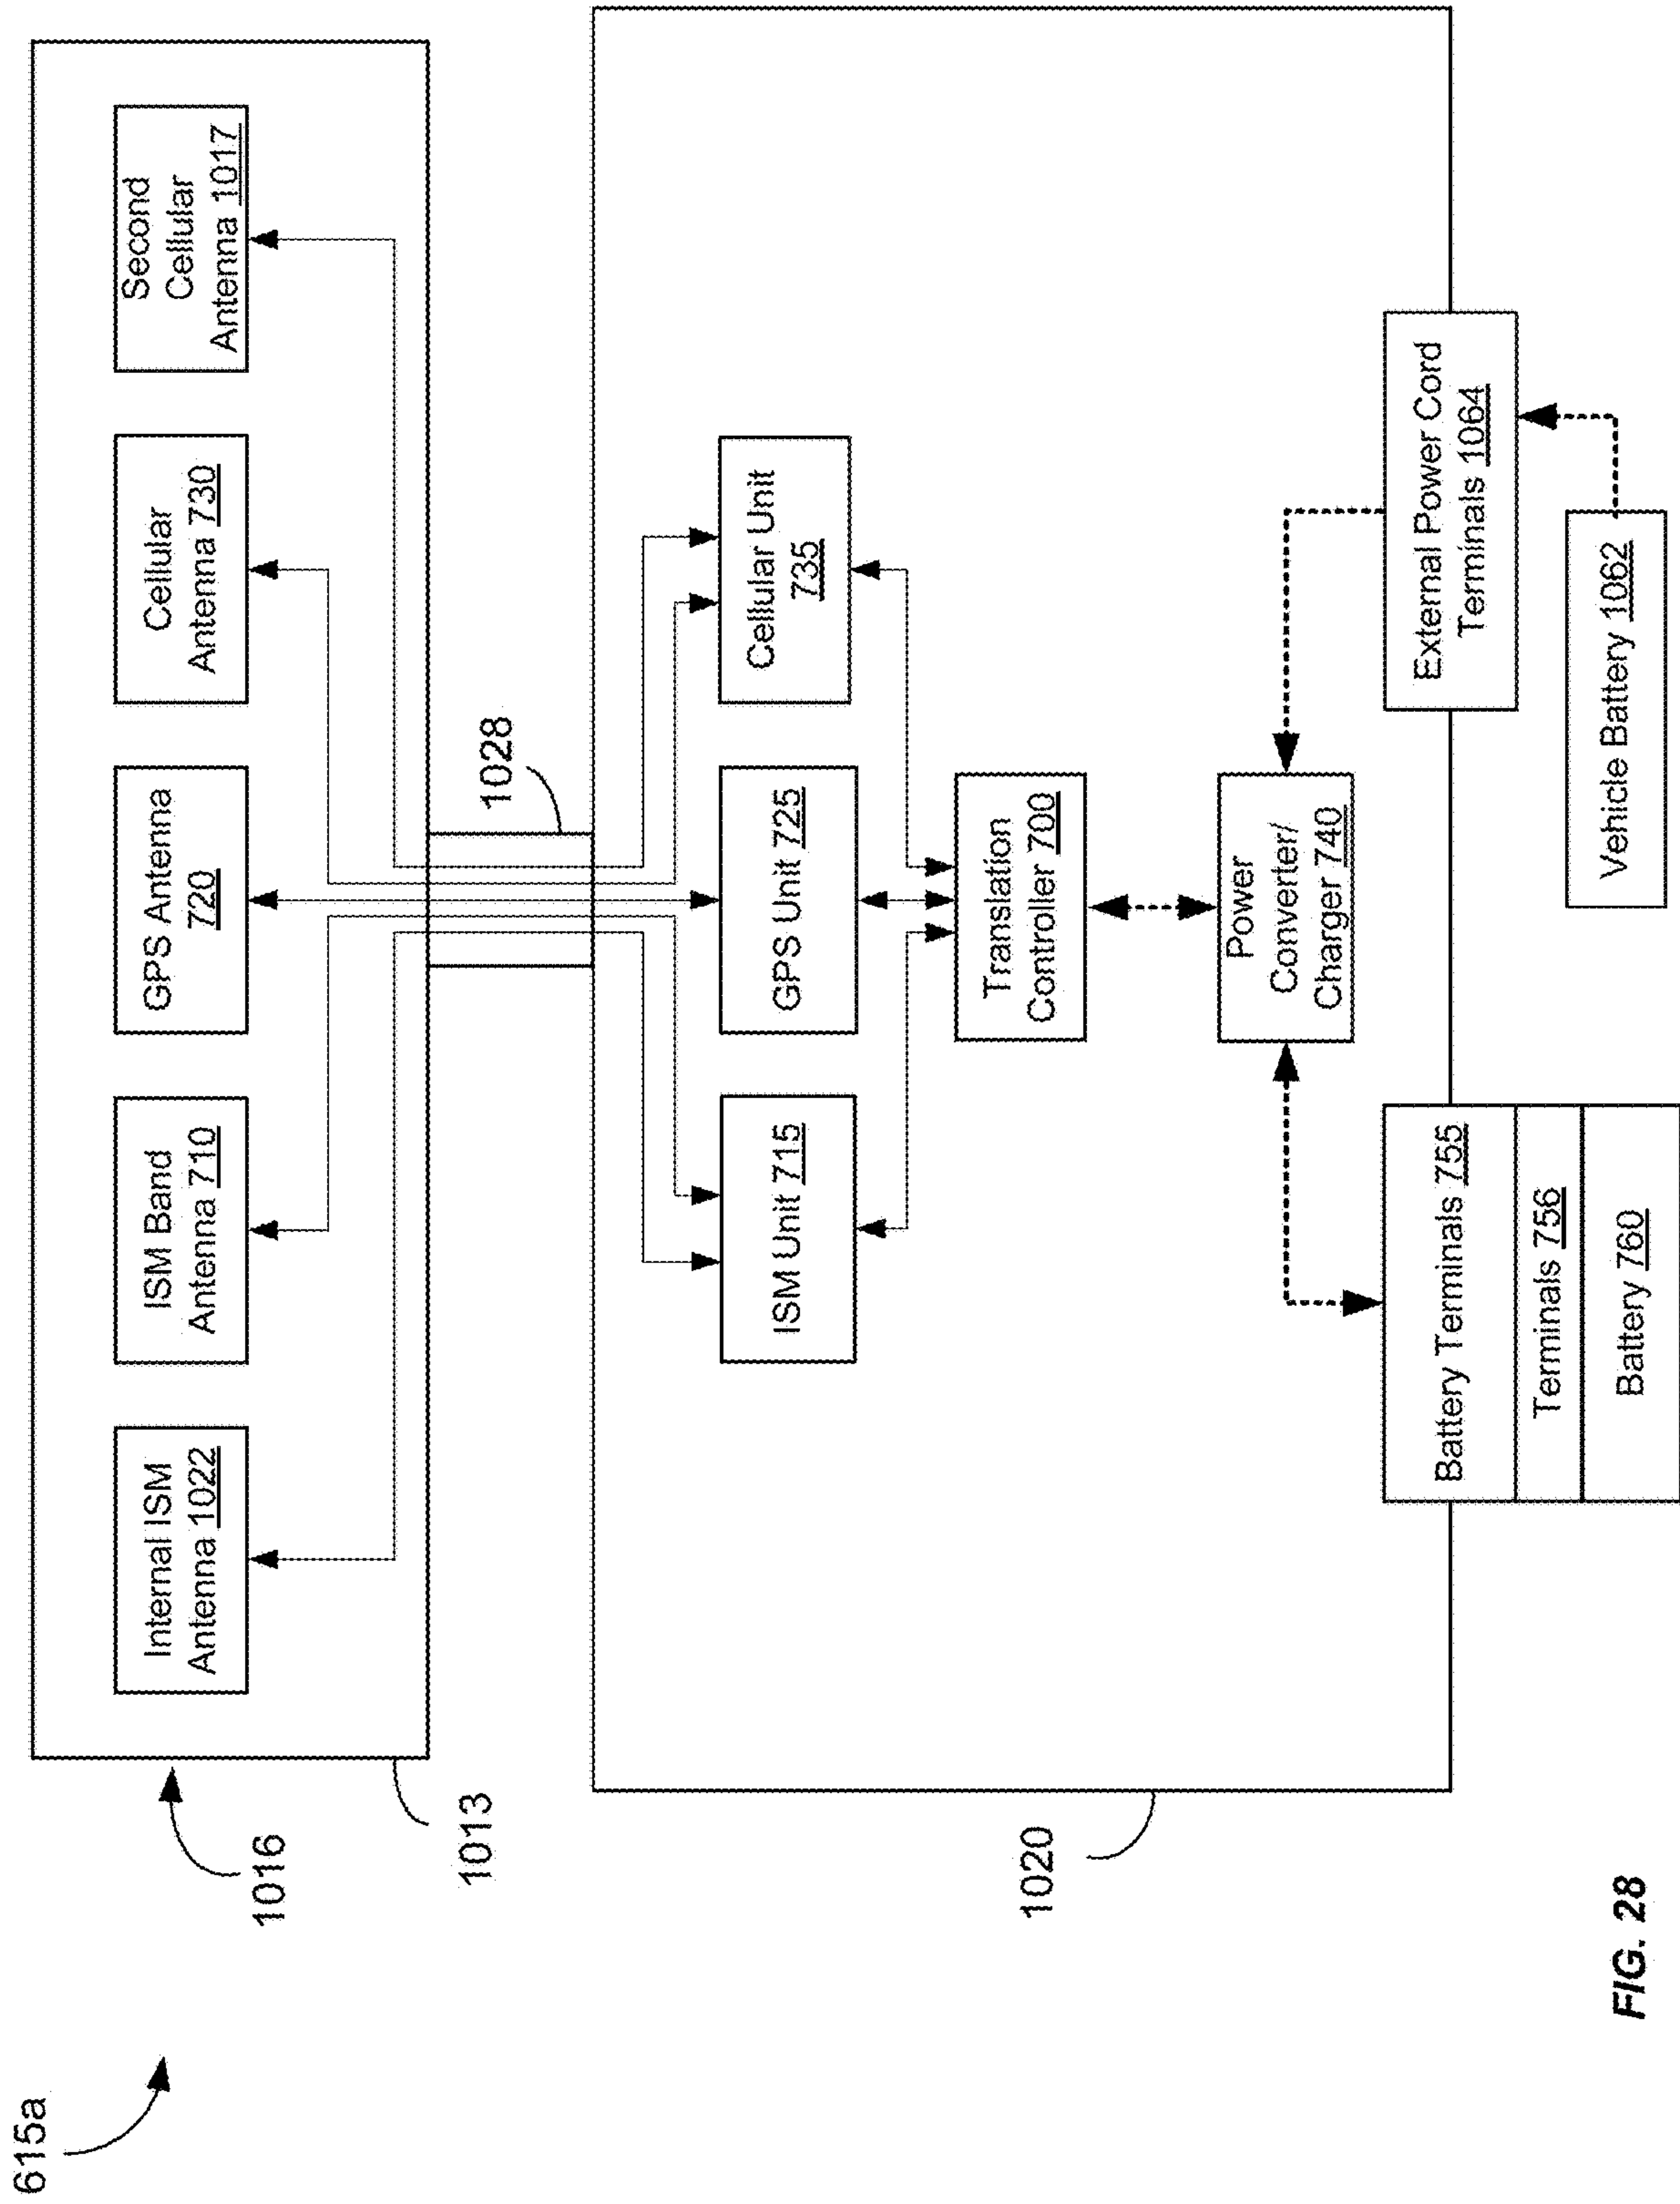 615a
1016
1013
Internal ISM
Antenna 1022
ISM Band
Antenna 710
GPS Antenna
720
Cellular
Antenna 730
Second
Cellular
Antenna 1017
1028
1020
ISM Unit 715
GPS Unit 725
Cellular Unit
735
Translation
Controller 700
Power
Converter/
Charger 740
Battery Terminals 755
Terminals 756
Battery 760
External Power Cord
Terminals 1064
Vehicle Battery 1062
FIG. 28